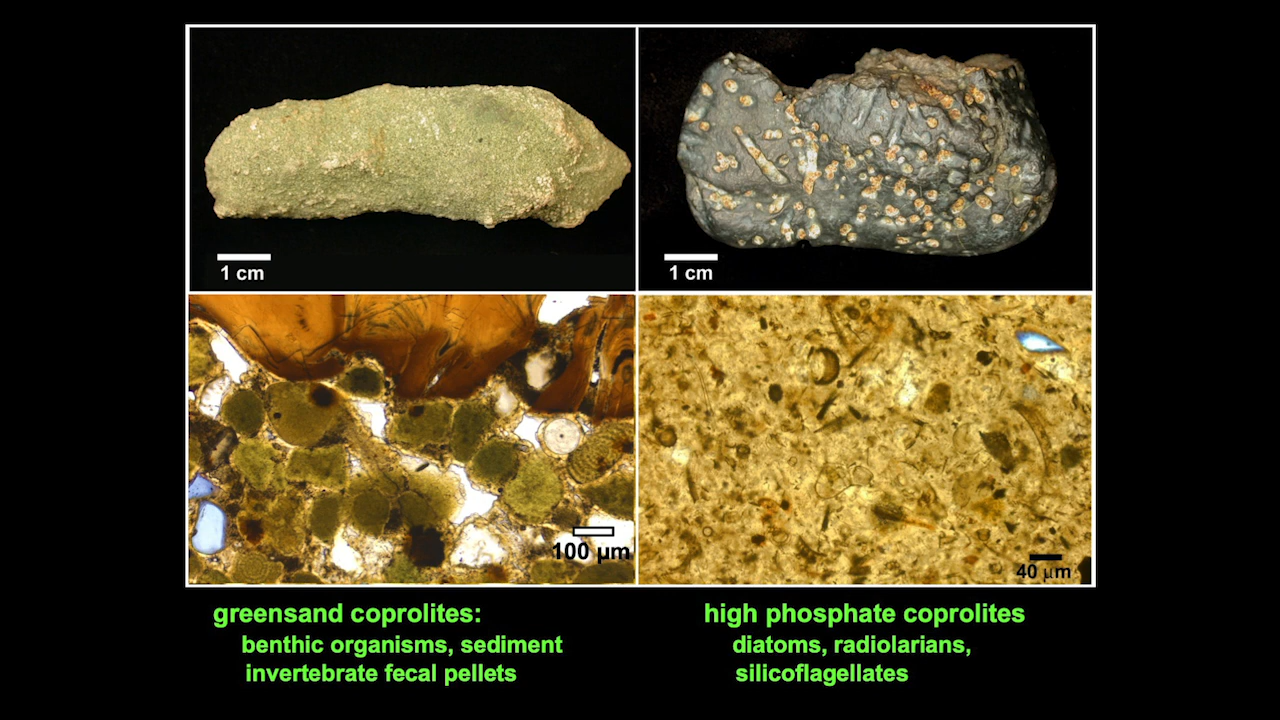 1 cm
1 cm
100 µm
40 µm
greensand coprolites:
benthic organisms, sediment
invertebrate fecal pellets
high phosphate coprolites
diatoms, radiolarians,
silicoflagellates